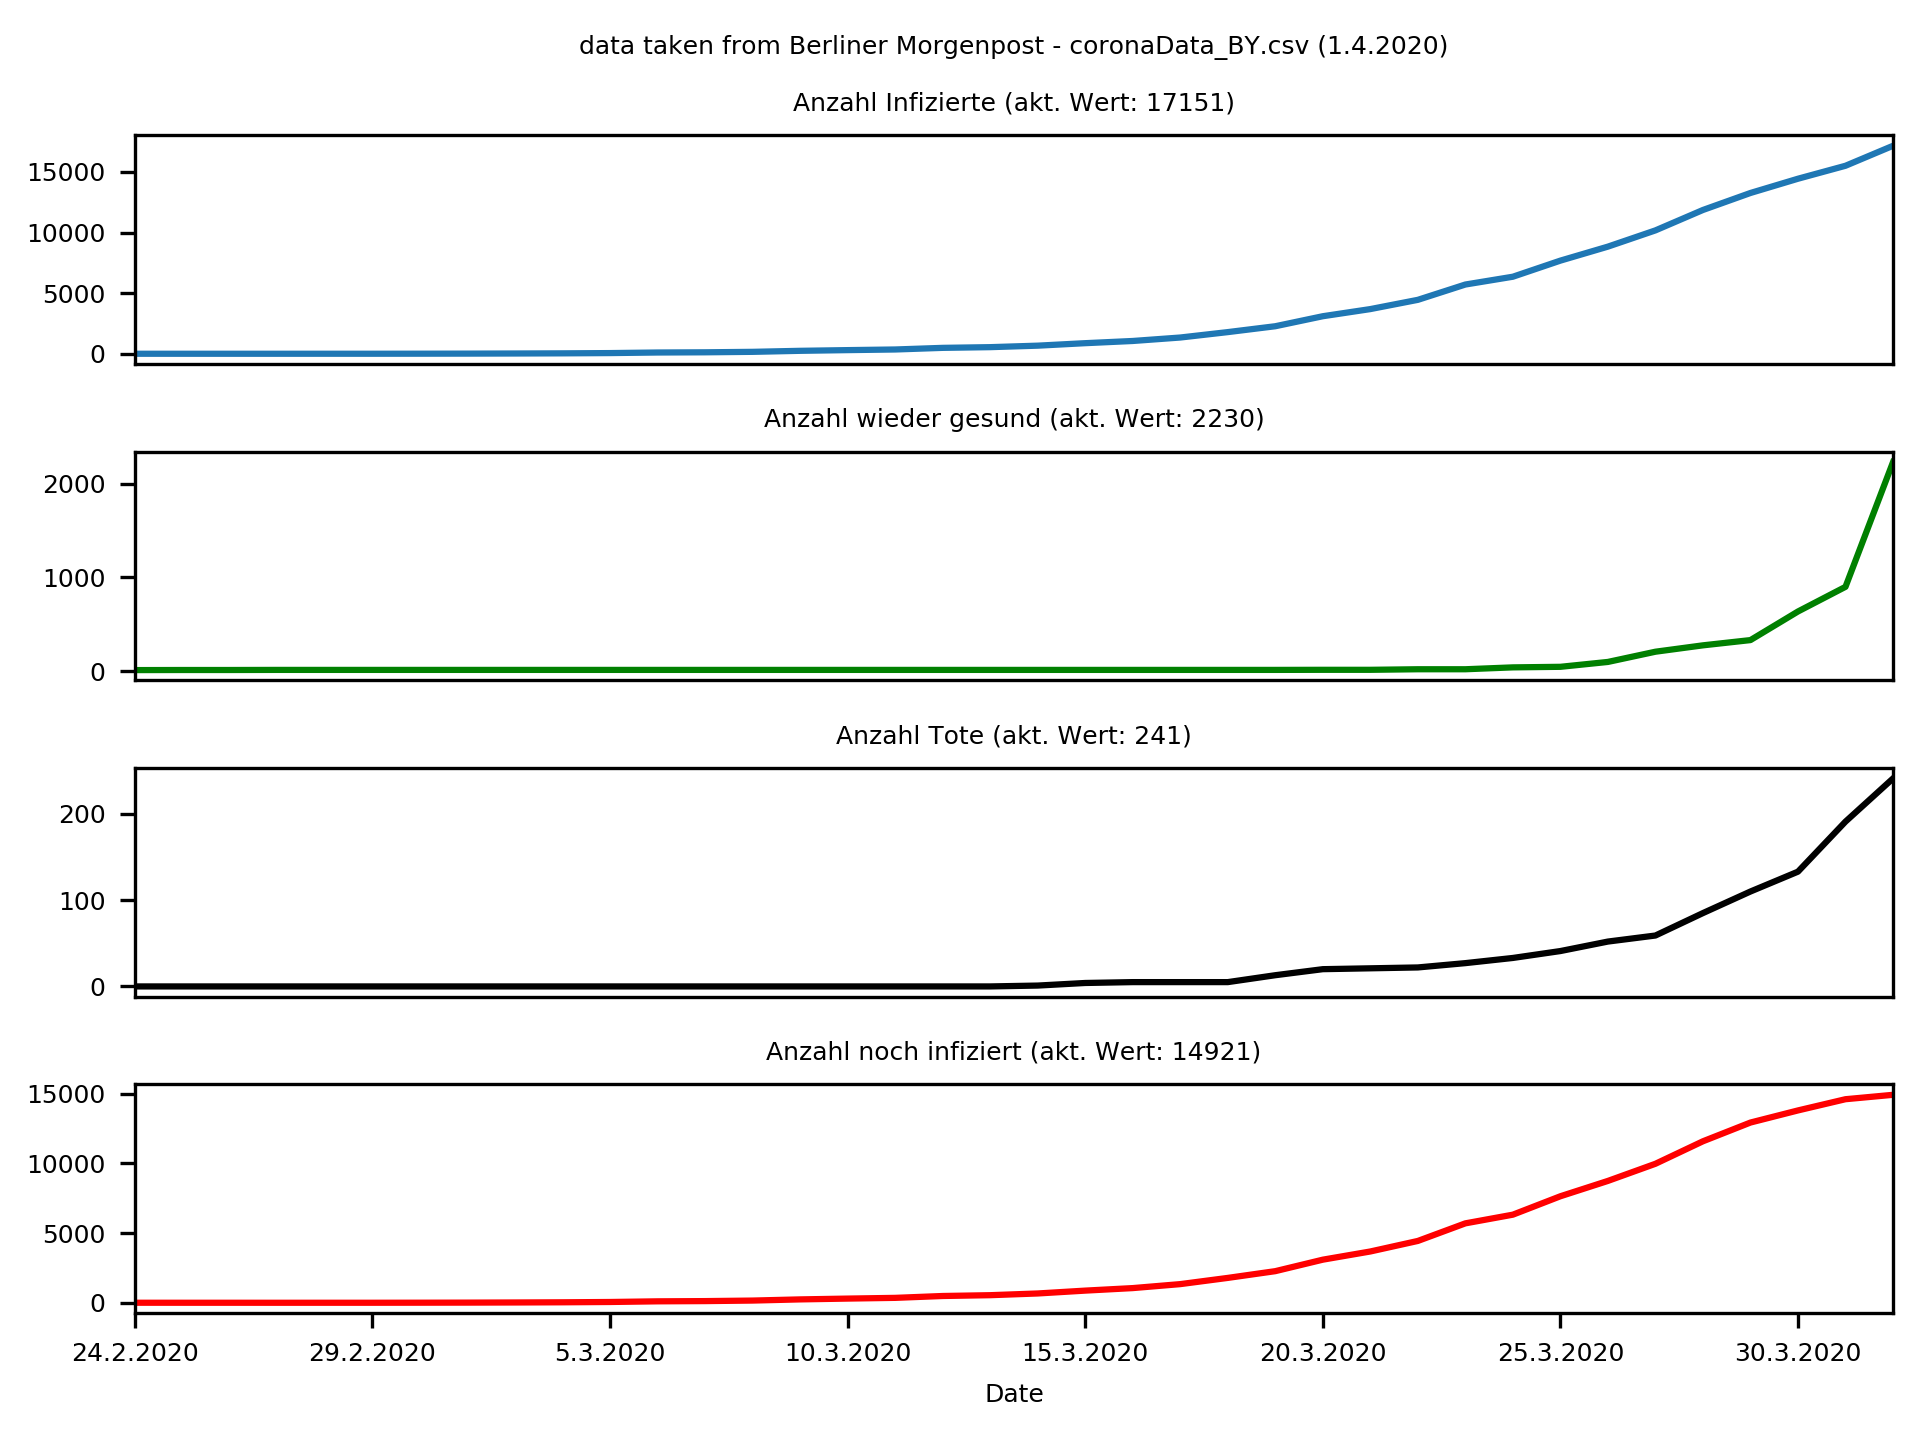 data taken from Berliner Morgenpost - coronaData_BY.csv (1.4.2020)
Anzahl Infizierte (akt. Wert: 17151)
15000
10000
5000
0
Anzahl wieder gesund (akt. Wert: 2230)
2000
1000
0
Anzahl Tote (akt. Wert: 241)
200
100
0
Anzahl noch infiziert (akt. Wert: 14921)
15000
10000
5000
0
24.2.2020 29.2.2020 5.3.2020 10.3.2020 15.3.2020 20.3.2020 25.3.2020 30.3.2020
Date